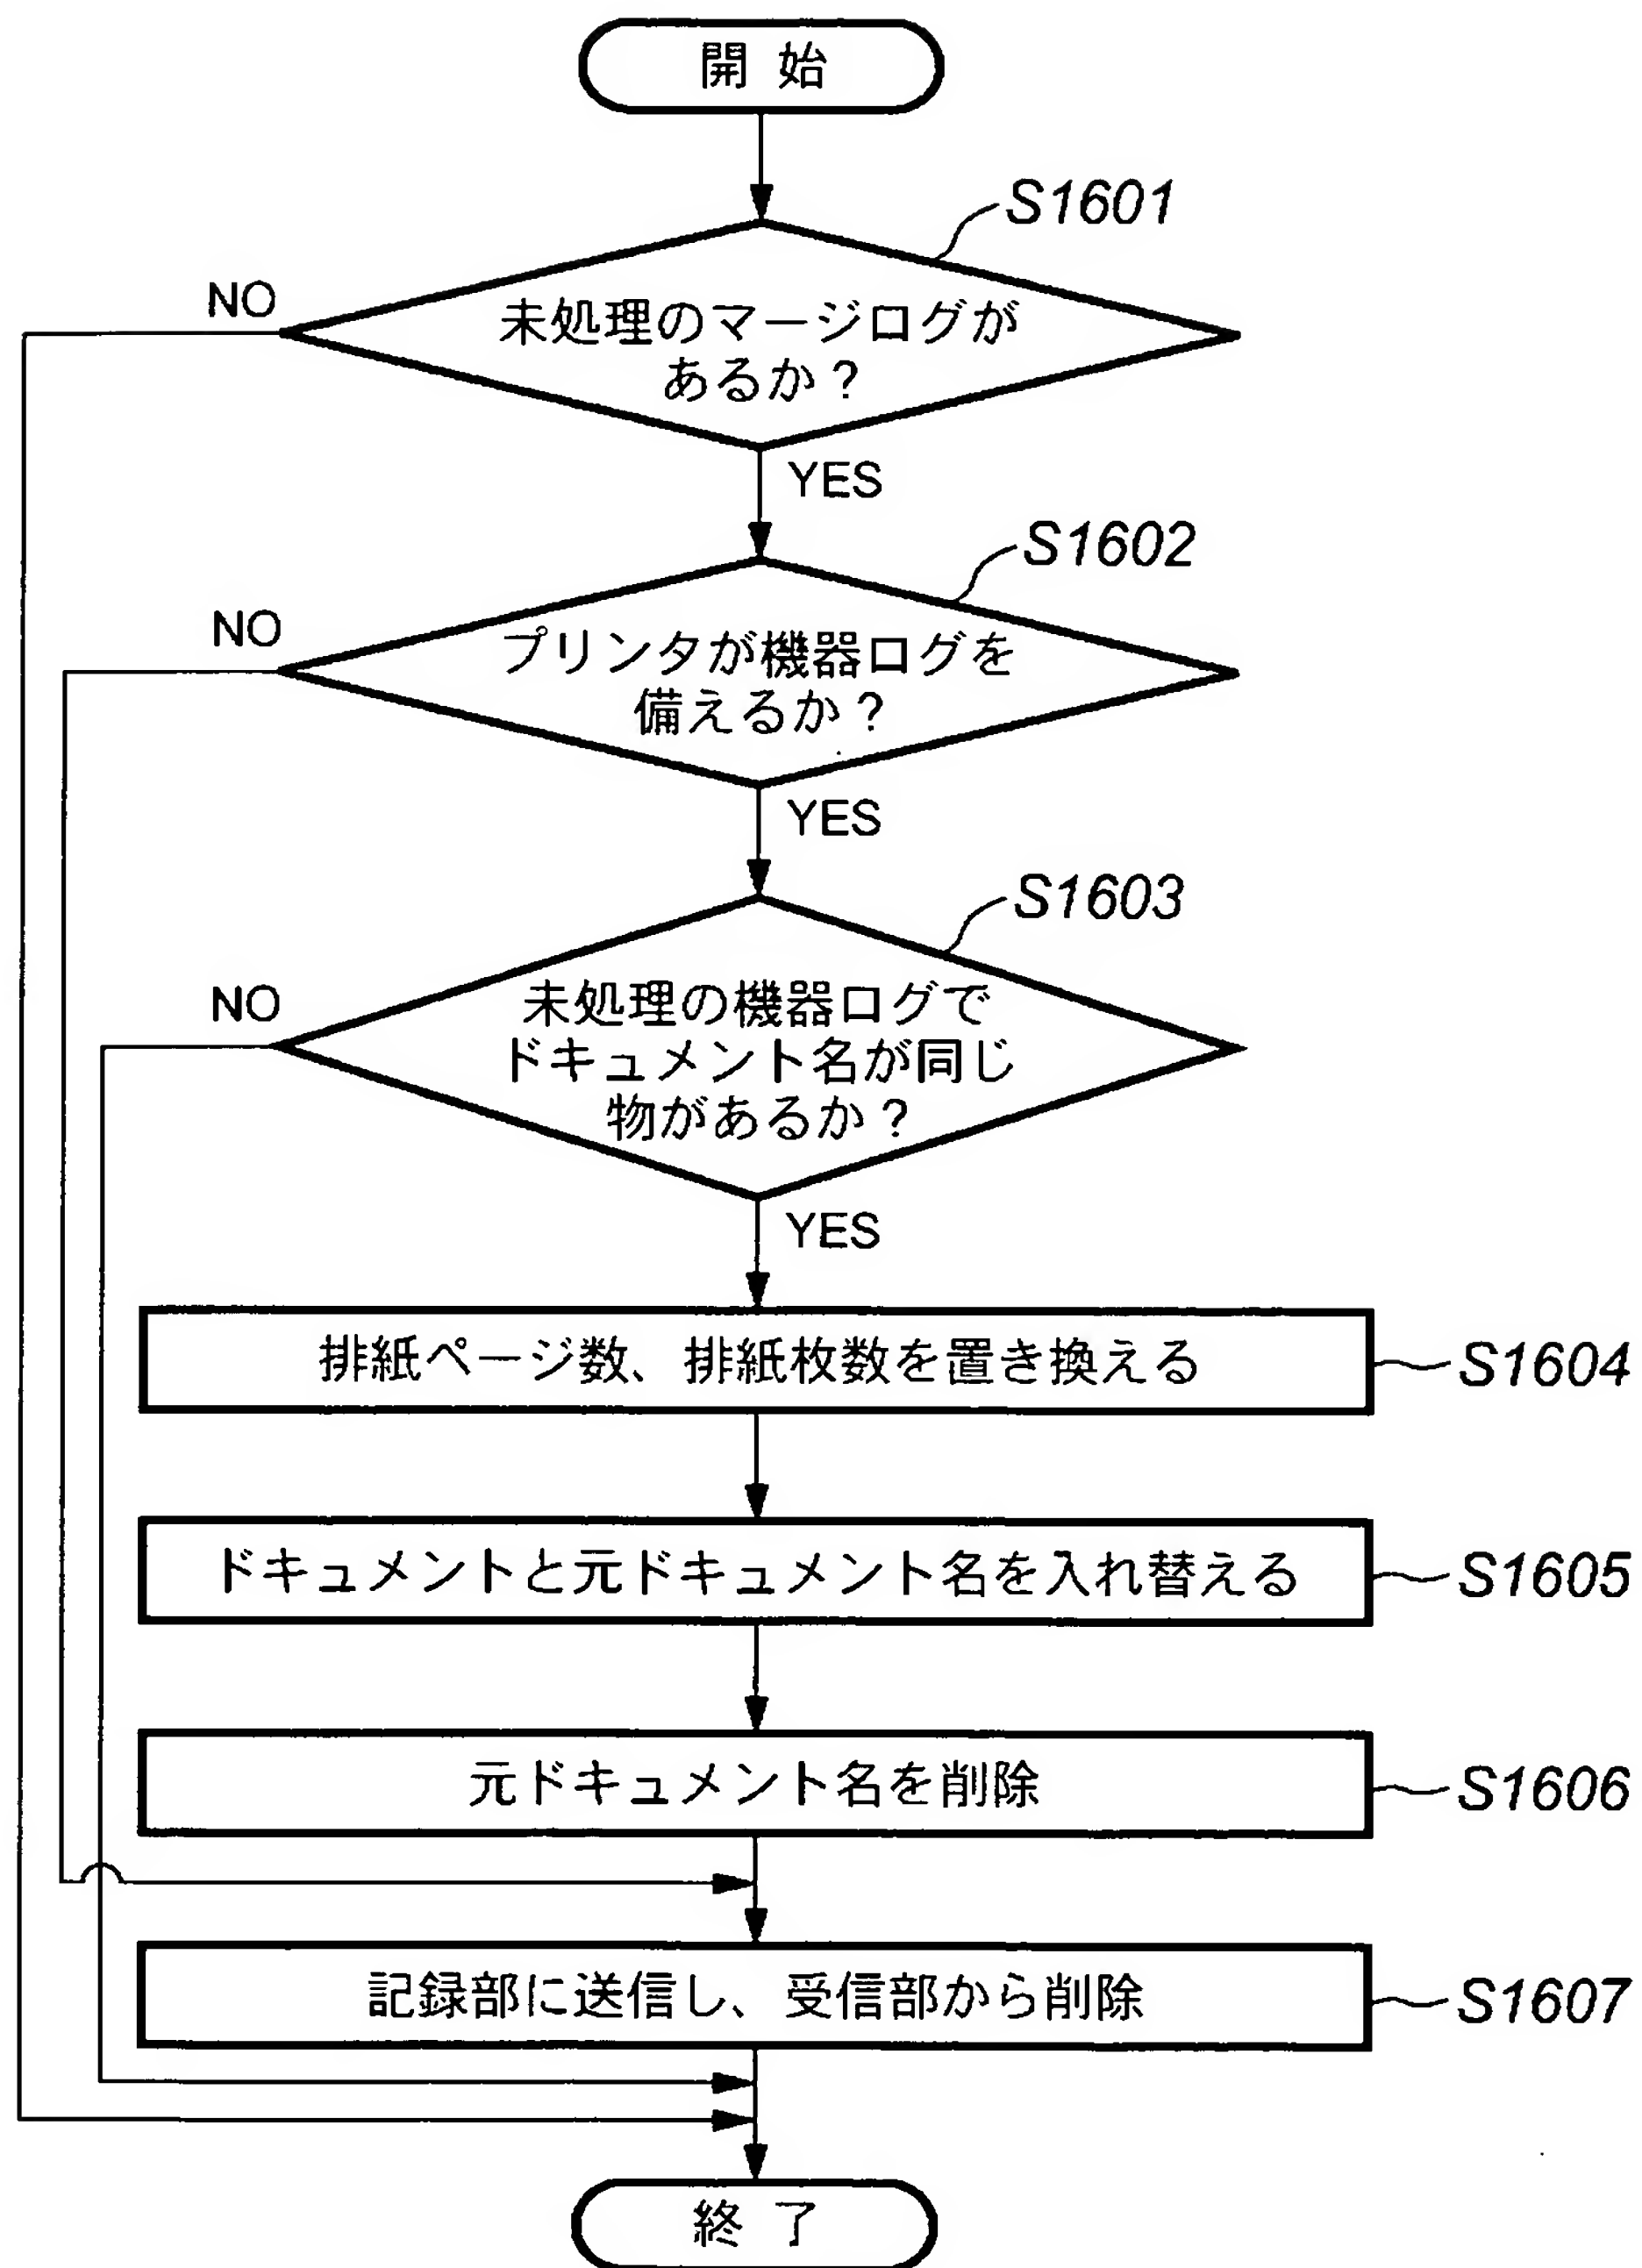 開始
S1601
NO
未処理のマージログが
あるか？
YES
S1602
NO
プリンタが機器ログを
備えるか？
YES
S1603
NO
未処理の機器ログで
ドキュメント名が同じ
物があるか？
YES
排紙ページ数、排紙枚数を置き換える
S1604
ドキュメントと元ドキュメント名を入れ替える
S1605
元ドキュメント名を削除
S1606
記録部に送信し、受信部から削除
S1607
終了